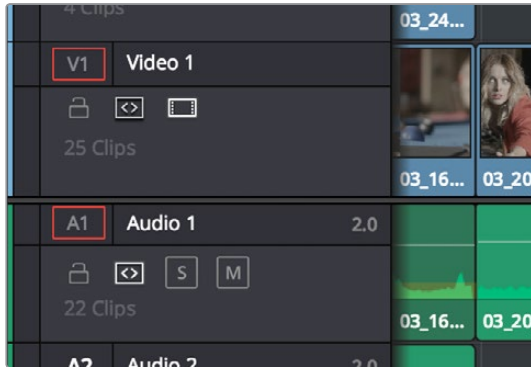 4 Clips
03_24...
V1 Video 1
25 Clips
03_16... 03_20
A1 Audio 1 2.0
S M
22 Clips
03_16... 03_20
A2 Audio 2 2.0